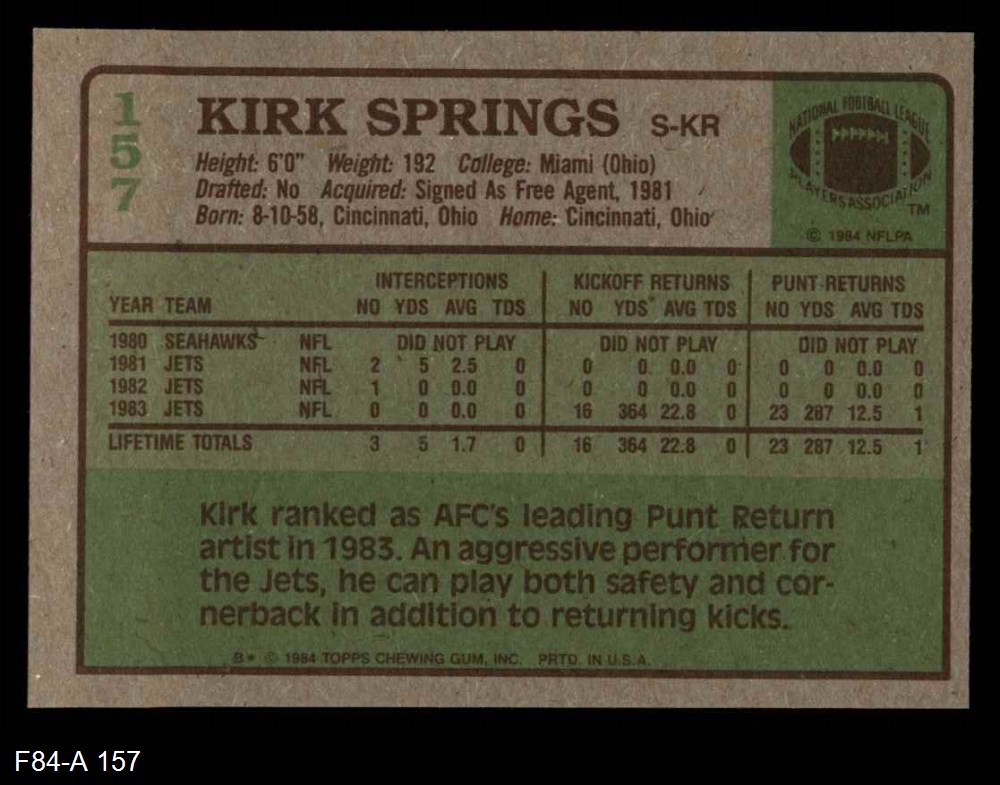 157
KIRK SPRINGS S-KR
Height: 6'0" Weight: 192 College: Miami (Ohio)
Drafted: No Acquired: Signed As Free Agent, 1981
Born: 8-10-58, Cincinnati, Ohio Home: Cincinnati, Ohio
NATIONAL FOOTBALL LEAGUE
PLAYERS ASSOCIATION
TM
© 1984 NFLPA
INTERCEPTIONS KICKOFF RETURNS PUNT RETURNS
YEAR TEAM NO YDS AVG TDS NO YDS AVG TDS NO YDS AVG TDS
1980 SEAHAWKS NFL DID NOT PLAY DID NOT PLAY DID NOT PLAY
1981 JETS NFL 2 5 2.5 0 0 0 0.0 0 0 0 0.0 0
1982 JETS NFL 1 0 0.0 0 0 0 0.0 0 0 0 0.0 0
1983 JETS NFL 0 0 0.0 0 16 364 22.8 0 23 287 12.5 1
LIFETIME TOTALS 3 5 1.7 0 16 364 22.8 0 23 287 12.5 1
Kirk ranked as AFC's leading Punt Return
artist in 1983. An aggressive performer for
the Jets, he can play both safety and cor-
nerback in addition to returning kicks.
B* © 1984 TOPPS CHEWING GUM, INC. PRTD. IN U.S.A.
F84-A 157